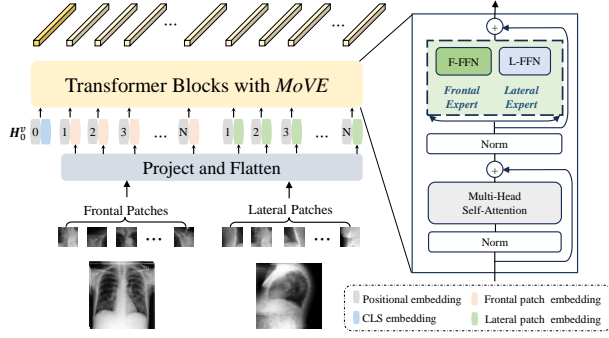 ...
...
Transformer Blocks with MoVE
H₀ᵛ
0 1 2 3 ... N 1 2 3 ... N
Project and Flatten
Frontal Patches
Lateral Patches
...
...
F-FFN
L-FFN
Frontal
Expert
Lateral
Expert
Norm
+
Multi-Head
Self-Attention
Norm
+
Positional embedding
Frontal patch embedding
CLS embedding
Lateral patch embedding